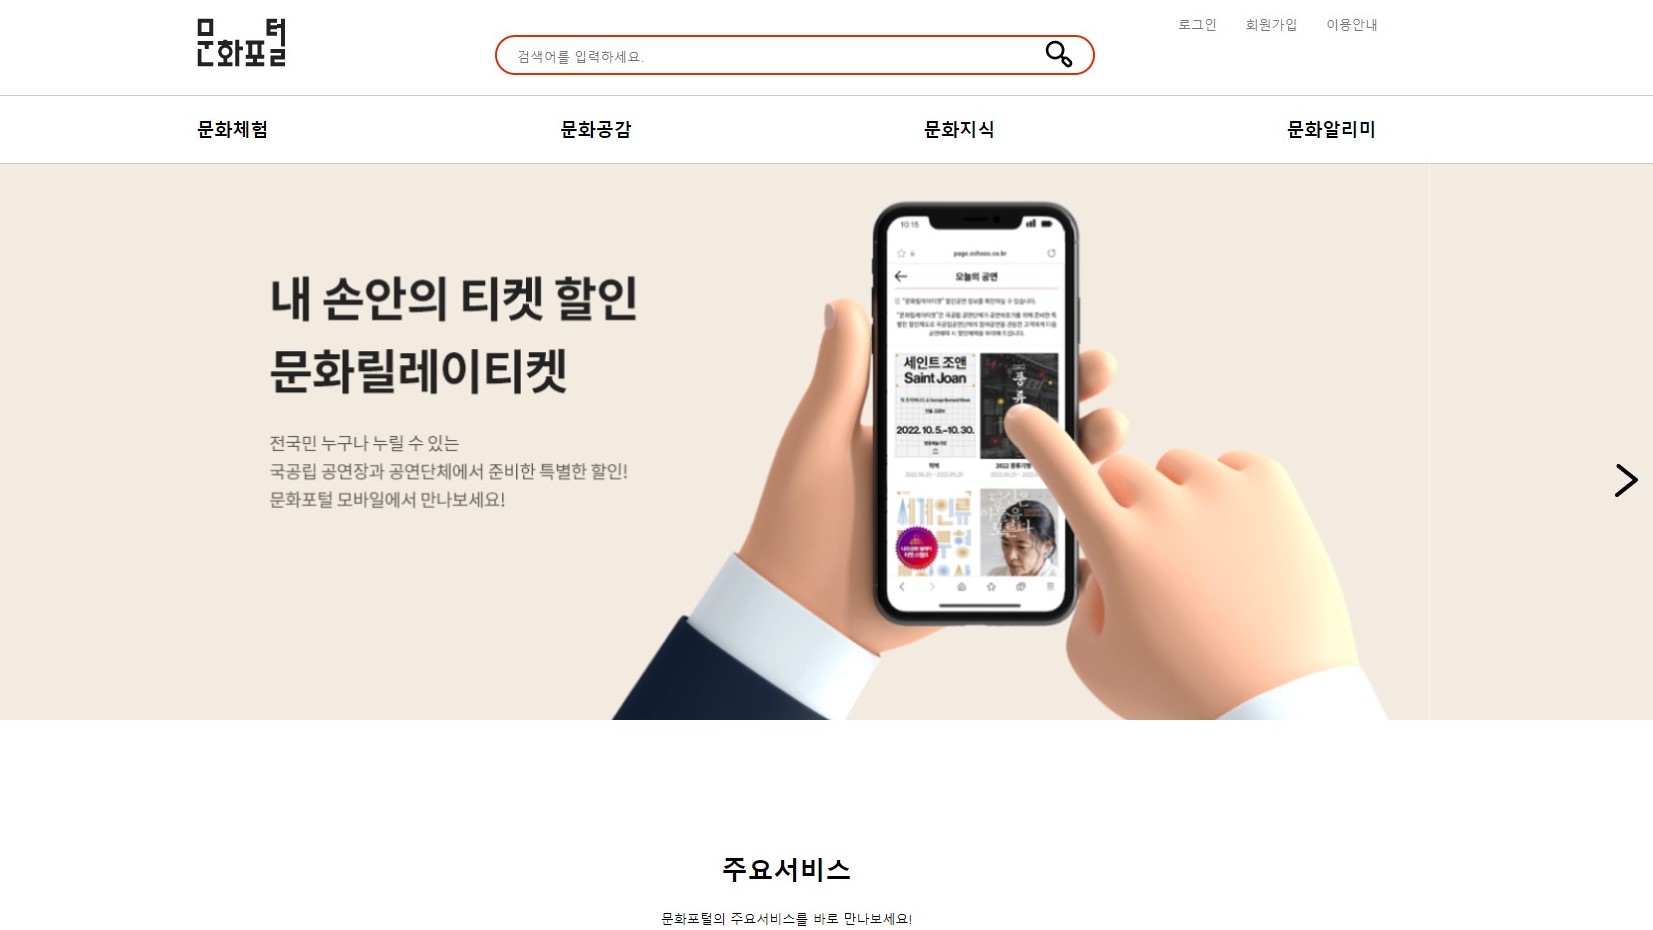 문화포털
검색어를 입력하세요.
로그인 회원가입 이용안내
문화체험 문화공감 문화지식 문화알리미
내 손안의 티켓 할인
문화릴레이티켓
전국민 누구나 누릴 수 있는
국공립 공연장과 공연단체에서 준비한 특별한 할인!
문화포털 모바일에서 만나보세요!
10:15
오늘의 공연
세인트 조앤
Saint Joan
2022.10.5.~10.30.
주요서비스
문화포털의 주요서비스를 바로 만나보세요!